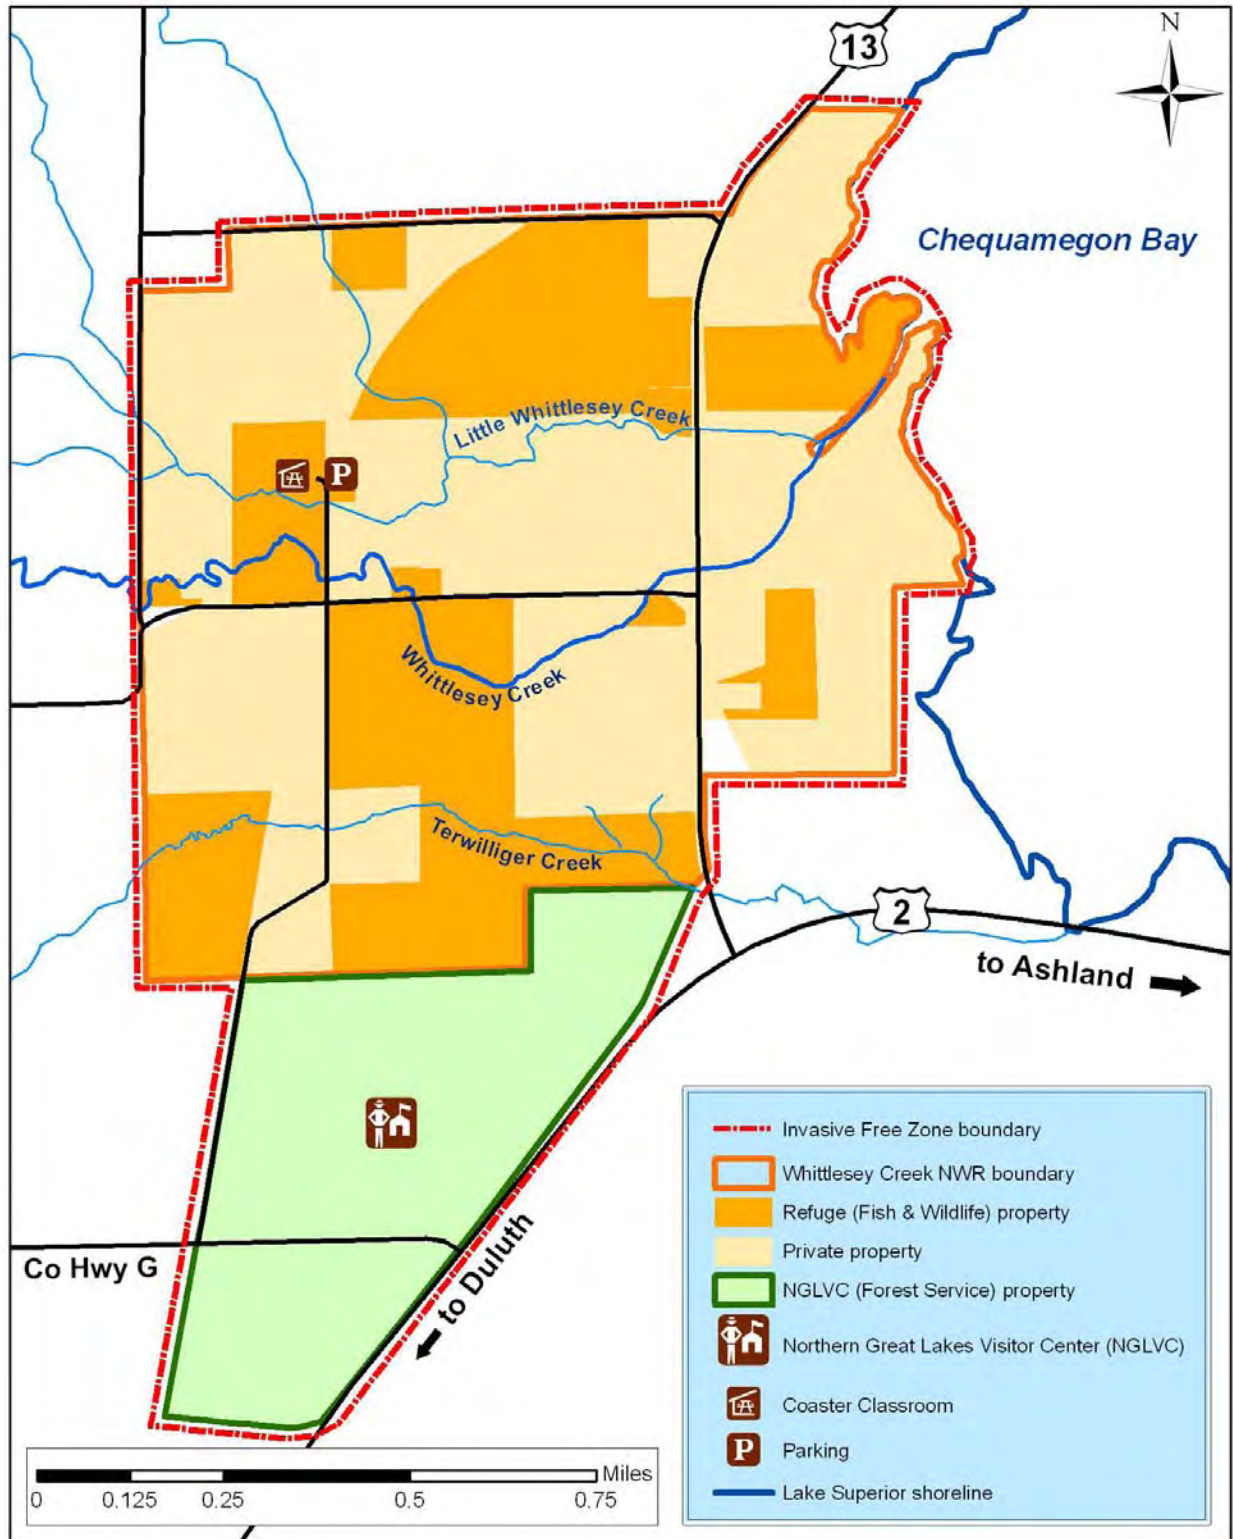 N
13
Chequamegon Bay
Little Whittlesey Creek
P
Whittlesey Creek
Terwilliger Creek
2
to Ashland
Co Hwy G
to Duluth
Invasive Free Zone boundary
Whittlesey Creek NWR boundary
Refuge (Fish & Wildlife) property
Private property
NGLVC (Forest Service) property
Northern Great Lakes Visitor Center (NGLVC)
Coaster Classroom
P Parking
Lake Superior shoreline
Miles
0 0.125 0.25 0.5 0.75